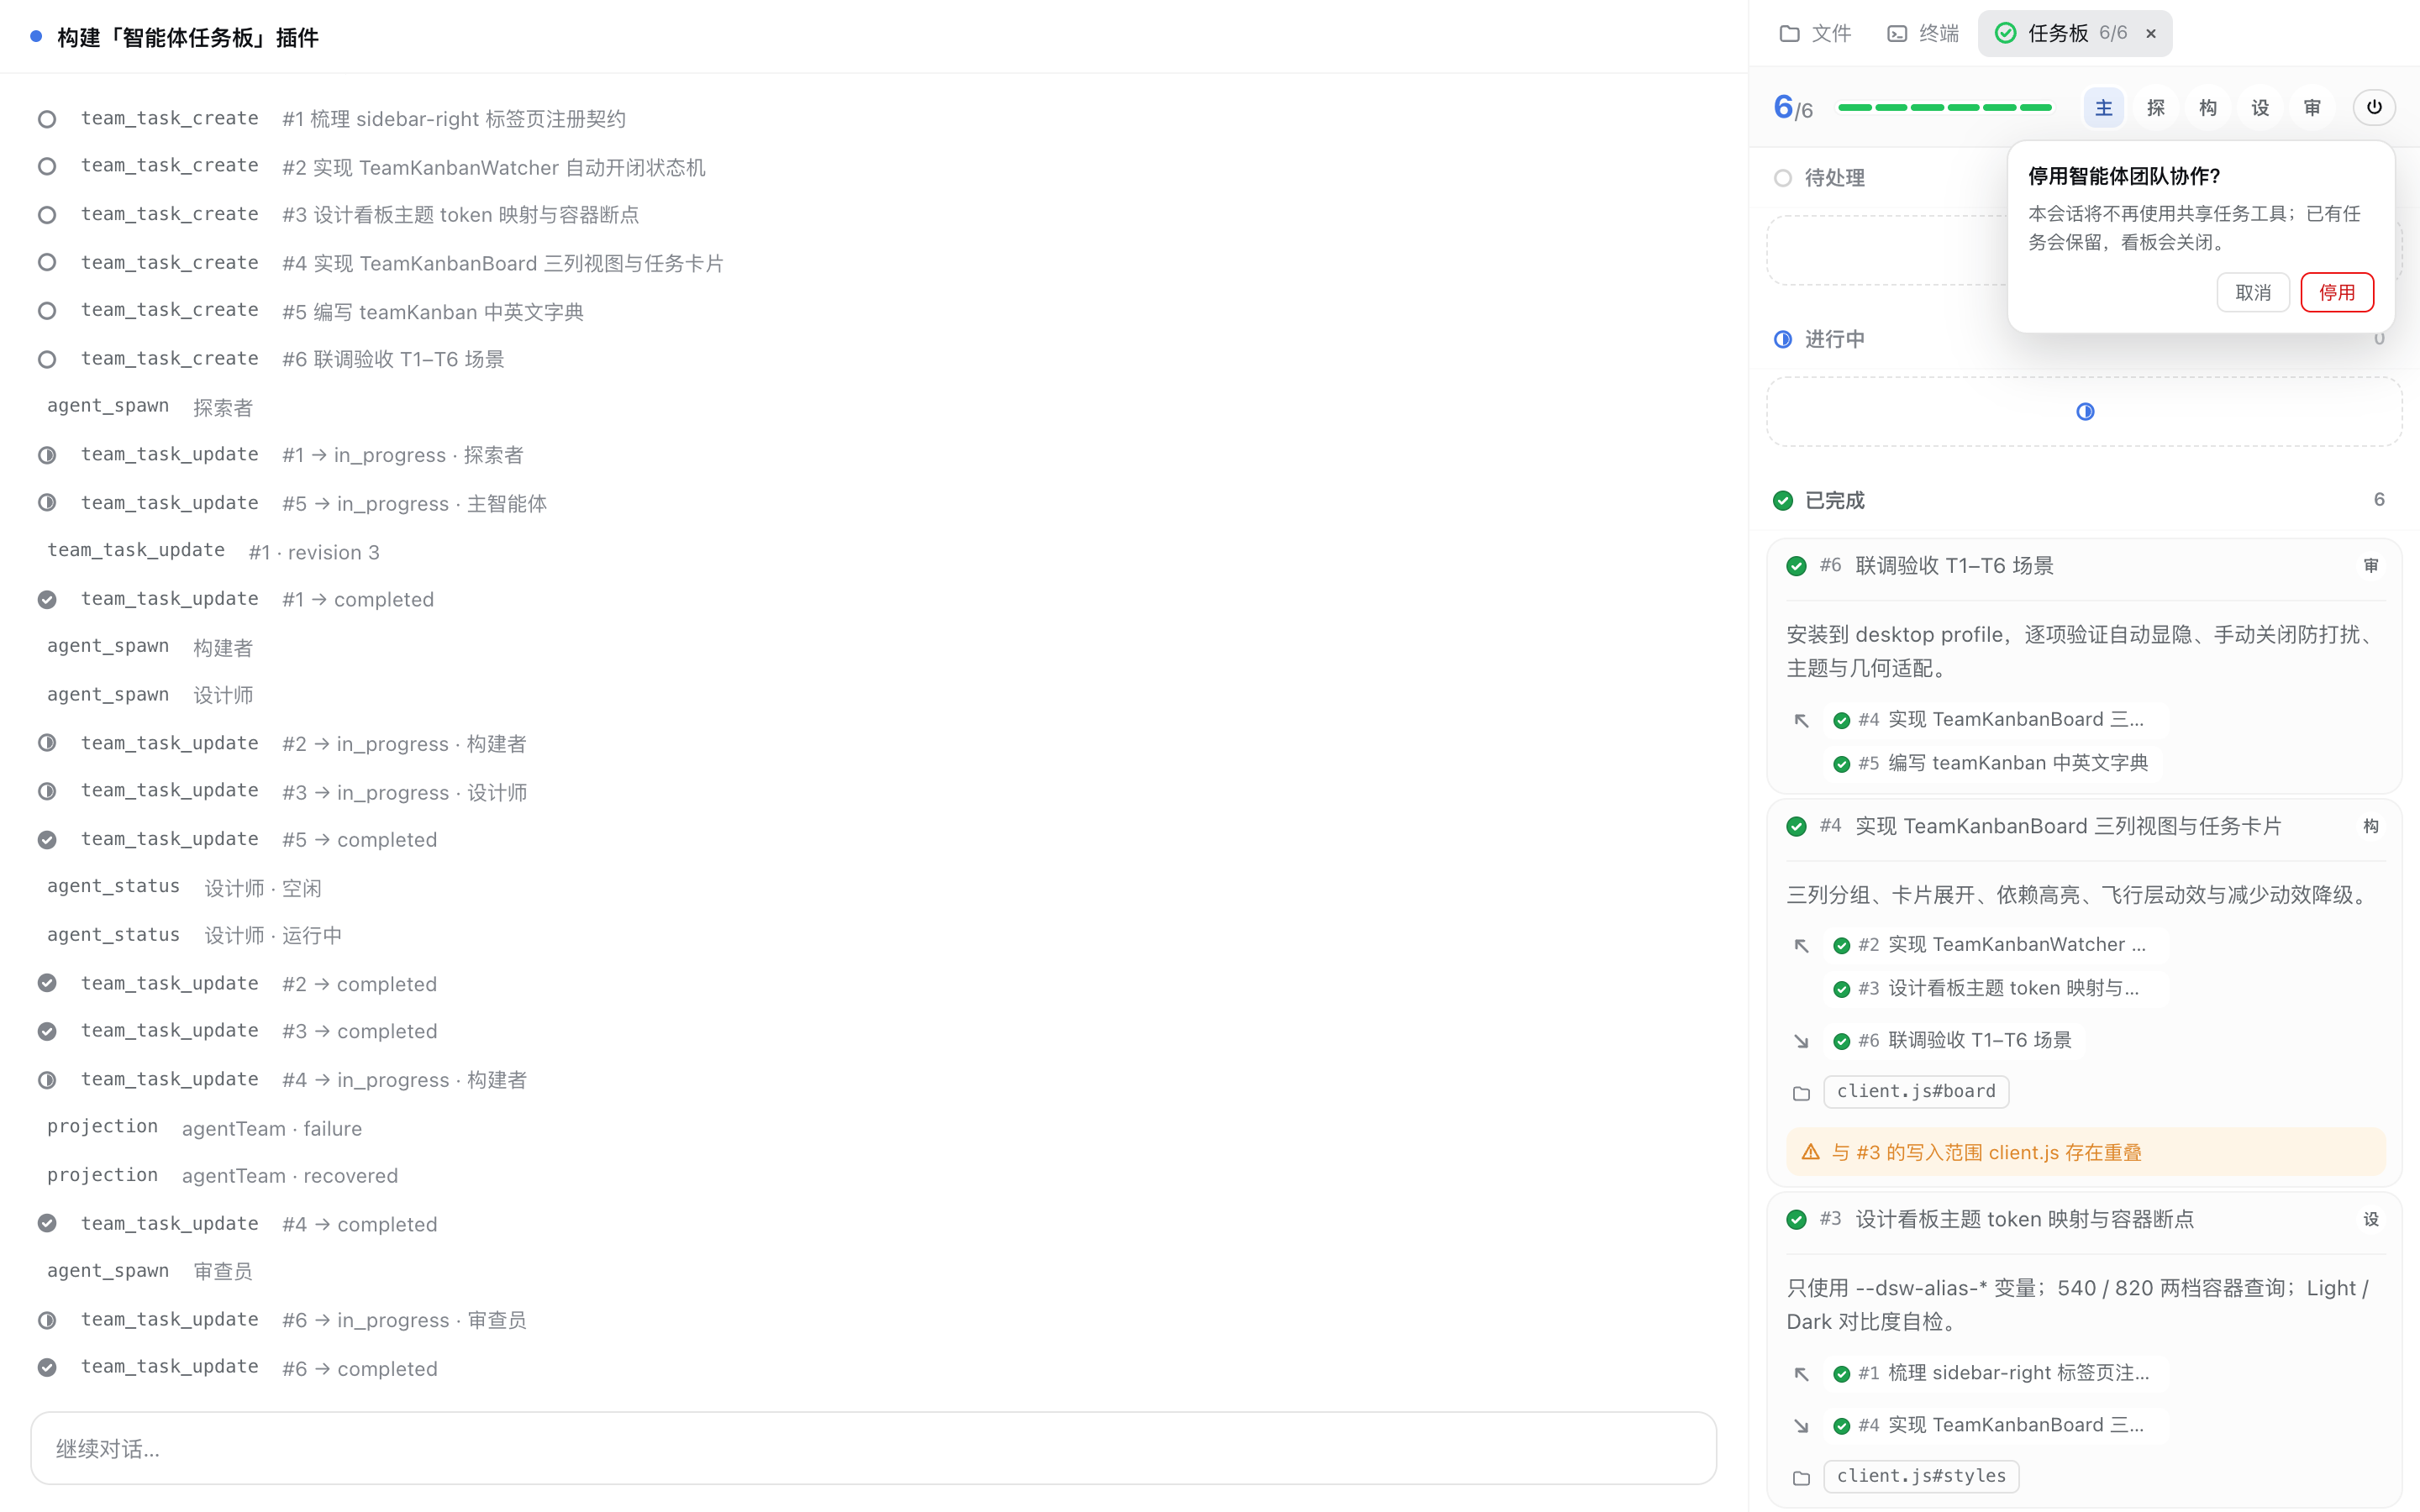 构建「智能体任务板」插件
team_task_create #1 梳理 sidebar-right 标签页注册契约
team_task_create #2 实现 TeamKanbanWatcher 自动开闭状态机
team_task_create #3 设计看板主题 token 映射与容器断点
team_task_create #4 实现 TeamKanbanBoard 三列视图与任务卡片
team_task_create #5 编写 teamKanban 中英文字典
team_task_create #6 联调验收 T1–T6 场景
agent_spawn 探索者
team_task_update #1 → in_progress · 探索者
team_task_update #5 → in_progress · 主智能体
team_task_update #1 · revision 3
team_task_update #1 → completed
agent_spawn 构建者
agent_spawn 设计师
team_task_update #2 → in_progress · 构建者
team_task_update #3 → in_progress · 设计师
team_task_update #5 → completed
agent_status 设计师 · 空闲
agent_status 设计师 · 运行中
team_task_update #2 → completed
team_task_update #3 → completed
team_task_update #4 → in_progress · 构建者
projection agentTeam · failure
projection agentTeam · recovered
team_task_update #4 → completed
agent_spawn 审查员
team_task_update #6 → in_progress · 审查员
team_task_update #6 → completed
继续对话...
文件 终端 任务板 6/6 ×
6/6 主 探 构 设 审
待处理
停用智能体团队协作?
本会话将不再使用共享任务工具；已有任
务会保留，看板会关闭。
取消 停用
进行中 0
已完成 6
#6 联调验收 T1–T6 场景 审
安装到 desktop profile，逐项验证自动显隐、手动关闭防打扰、
主题与几何适配。
#4 实现 TeamKanbanBoard 三...
#5 编写 teamKanban 中英文字典
#4 实现 TeamKanbanBoard 三列视图与任务卡片 构
三列分组、卡片展开、依赖高亮、飞行层动效与减少动效降级。
#2 实现 TeamKanbanWatcher ...
#3 设计看板主题 token 映射与...
#6 联调验收 T1–T6 场景
client.js#board
与 #3 的写入范围 client.js 存在重叠
#3 设计看板主题 token 映射与容器断点 设
只使用 --dsw-alias-* 变量；540 / 820 两档容器查询；Light /
Dark 对比度自检。
#1 梳理 sidebar-right 标签页注...
#4 实现 TeamKanbanBoard 三...
client.js#styles